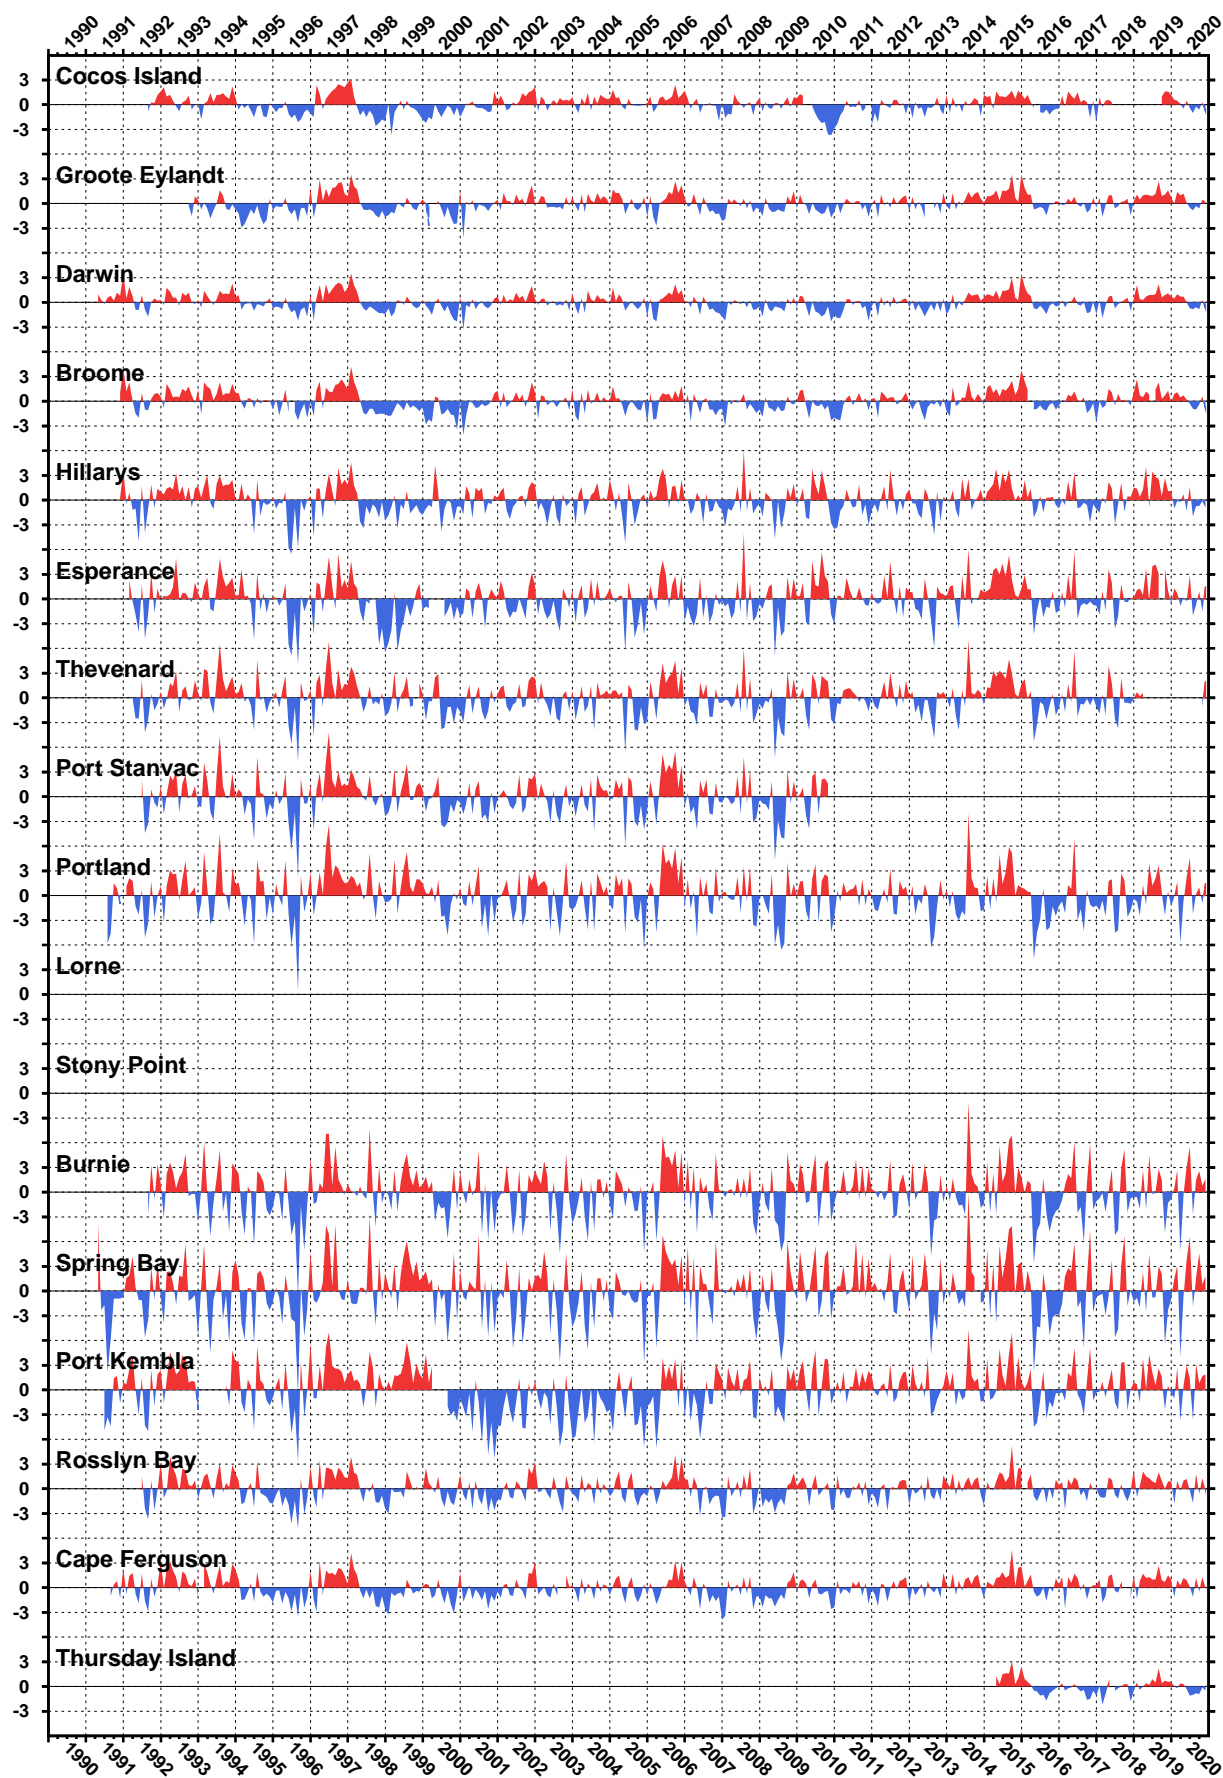 1990 1991 1992 1993 1994 1995 1996 1997 1998 1999 2000 2001 2002 2003 2004 2005 2006 2007 2008 2009 2010 2011 2012 2013 2014 2015 2016 2017 2018 2019 2020
Cocos Island
3
0
-3
Groote Eylandt
3
0
-3
Darwin
3
0
-3
Broome
3
0
-3
Hillarys
3
0
-3
Esperance
3
0
-3
Thevenard
3
0
-3
Port Stanvac
3
0
-3
Portland
3
0
-3
Lorne
3
0
-3
Stony Point
3
0
-3
Burnie
3
0
-3
Spring Bay
3
0
-3
Port Kembla
3
0
-3
Rosslyn Bay
3
0
-3
Cape Ferguson
3
0
-3
Thursday Island
3
0
-3
1990 1991 1992 1993 1994 1995 1996 1997 1998 1999 2000 2001 2002 2003 2004 2005 2006 2007 2008 2009 2010 2011 2012 2013 2014 2015 2016 2017 2018 2019 2020